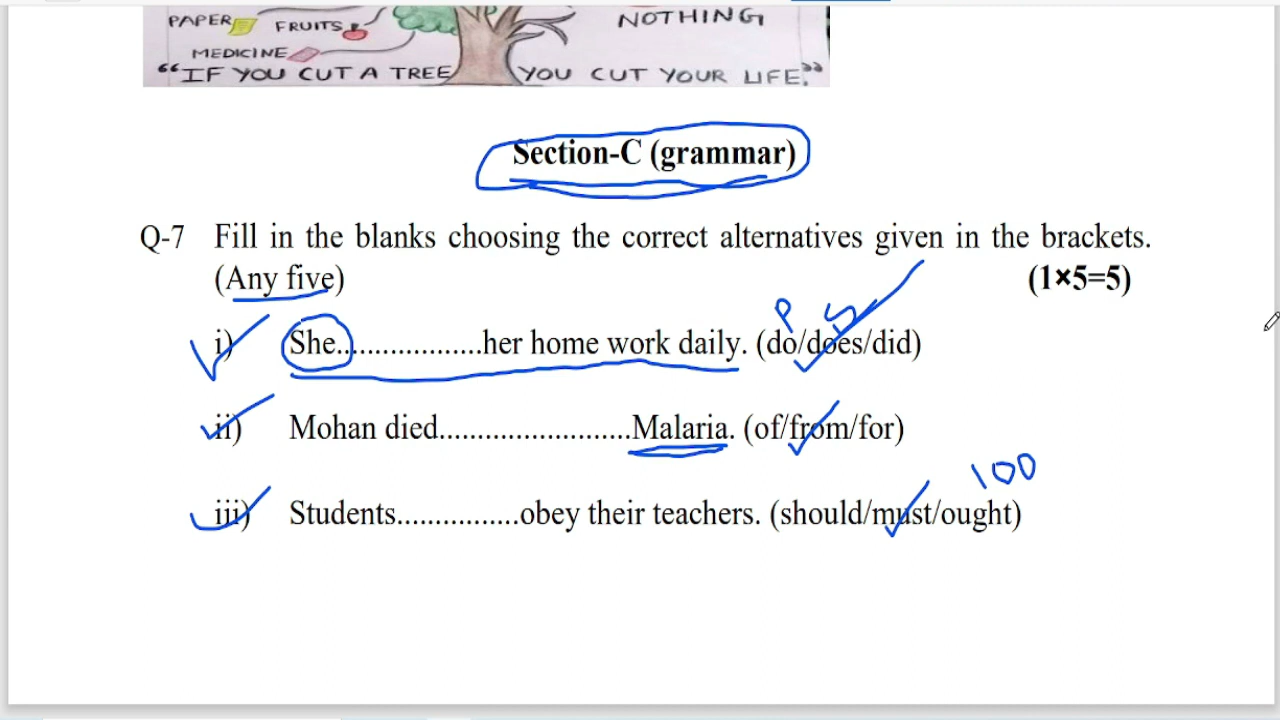 PAPER FRUITS NOTHING
MEDICINE
“IF YOU CUT A TREE YOU CUT YOUR LIFE.”
Section-C (grammar)
Q-7 Fill in the blanks choosing the correct alternatives given in the brackets.
(Any five) (1×5=5)
P S
i) She...................her home work daily. (do/does/did)
ii) Mohan died.........................Malaria. (of/from/for)
100
iii) Students................obey their teachers. (should/must/ought)